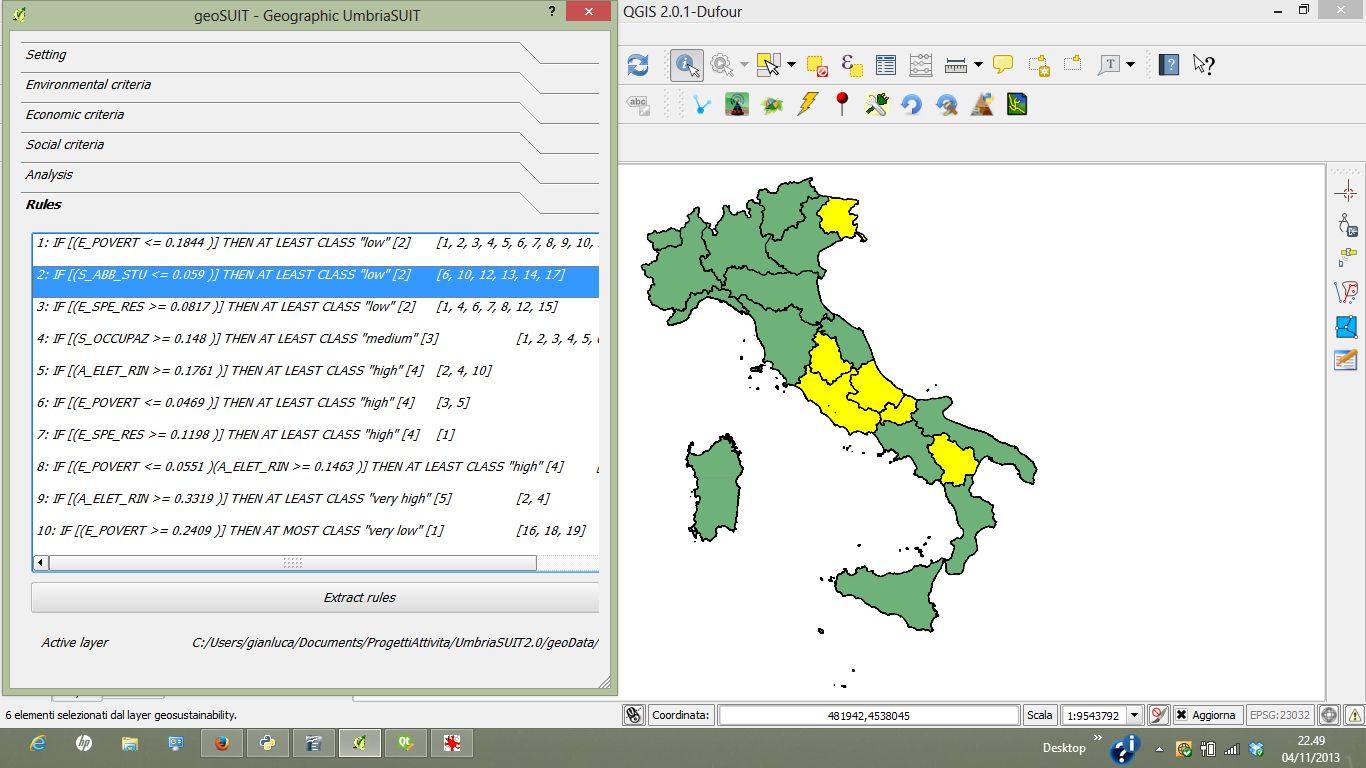 geoSUIT - Geographic UmbriaSUIT
?
QGIS 2.0.1-Dufour
Setting
Environmental criteria
Economic criteria
Social criteria
Analysis
Rules
1: IF [(E_POVERT <= 0.1844 )] THEN AT LEAST CLASS "low" [2] [1, 2, 3, 4, 5, 6, 7, 8, 9, 10,
2: IF [(S_ABB_STU <= 0.059 )] THEN AT LEAST CLASS "low" [2] [6, 10, 12, 13, 14, 17]
3: IF [(E_SPE_RES >= 0.0817 )] THEN AT LEAST CLASS "low" [2] [1, 4, 6, 7, 8, 12, 15]
4: IF [(S_OCCUPAZ >= 0.148 )] THEN AT LEAST CLASS "medium" [3] [1, 2, 3, 4, 5,
5: IF [(A_ELET_RIN >= 0.1761 )] THEN AT LEAST CLASS "high" [4] [2, 4, 10]
6: IF [(E_POVERT <= 0.0469 )] THEN AT LEAST CLASS "high" [4] [3, 5]
7: IF [(E_SPE_RES >= 0.1198 )] THEN AT LEAST CLASS "high" [4] [1]
8: IF [(E_POVERT <= 0.0551 )(A_ELET_RIN >= 0.1463 )] THEN AT LEAST CLASS "high" [4] [
9: IF [(A_ELET_RIN >= 0.3319 )] THEN AT LEAST CLASS "very high" [5] [2, 4]
10: IF [(E_POVERT >= 0.2409 )] THEN AT MOST CLASS "very low" [1] [16, 18, 19]
Extract rules
Active layer C:/Users/gianluca/Documents/ProgettiAttivita/UmbriaSUIT2.0/geoData/
abc
T
6 elementi selezionati dal layer geosustainability.
Coordinata: 481942,4538045 Scala 1:9543792 Aggiorna EPSG:23032
Desktop
22.49
04/11/2013